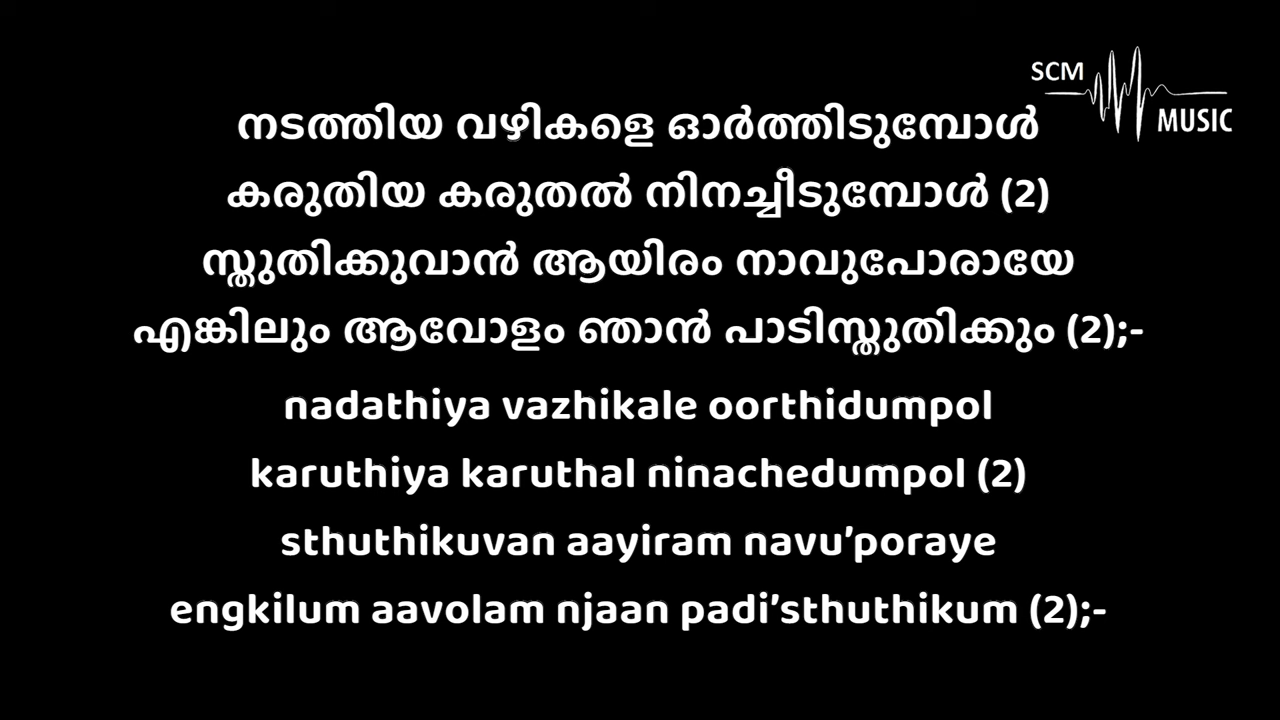 SCM
MUSIC
നടത്തിയ വഴികളെ ഓർത്തിടുമ്പോൾ
കരുതിയ കരുതൽ നിനച്ചീടുമ്പോൾ (2)
സ്തുതിക്കുവാൻ ആയിരം നാവുപോരായേ
എങ്കിലും ആവോളം ഞാൻ പാടിസ്തുതിക്കും (2);-
nadathiya vazhikale oorthidumpol
karuthiya karuthal ninachedumpol (2)
sthuthikuvan aayiram navu’poraye
engkilum aavolam njaan padi’sthuthikum (2);-